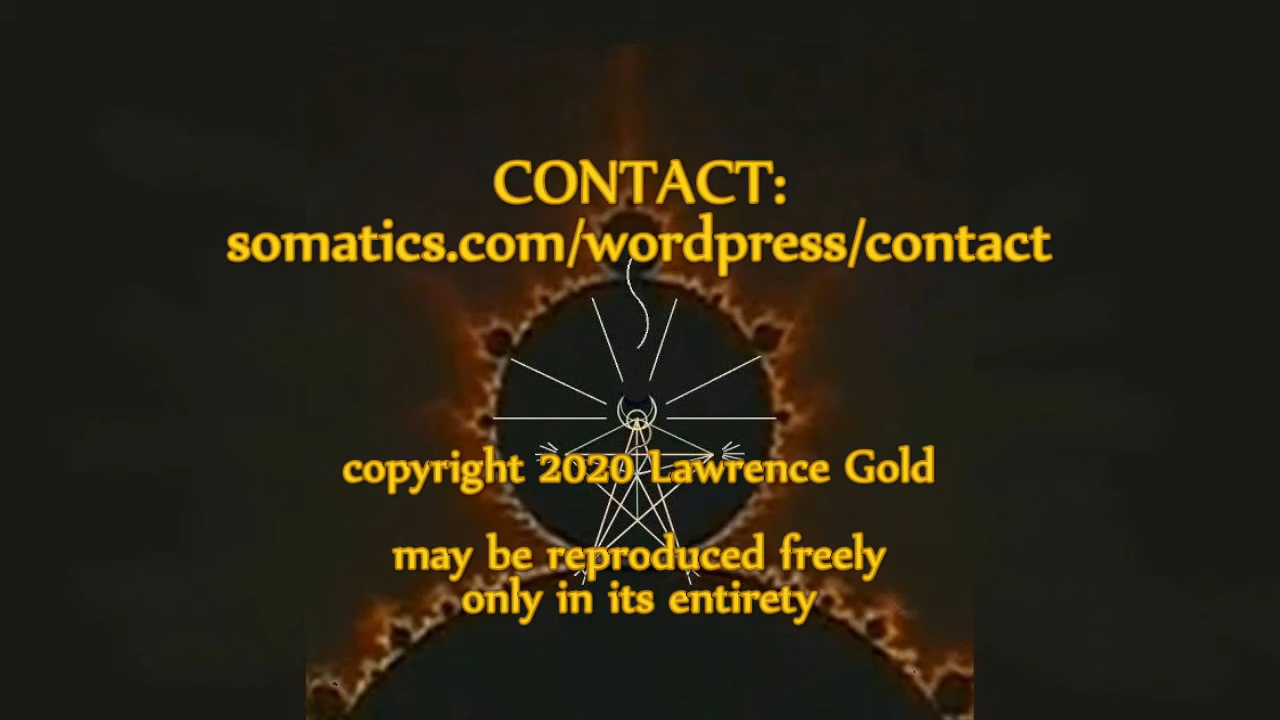 CONTACT:
somatics.com/wordpress/contact
copyright 2020 Lawrence Gold
may be reproduced freely
only in its entirety